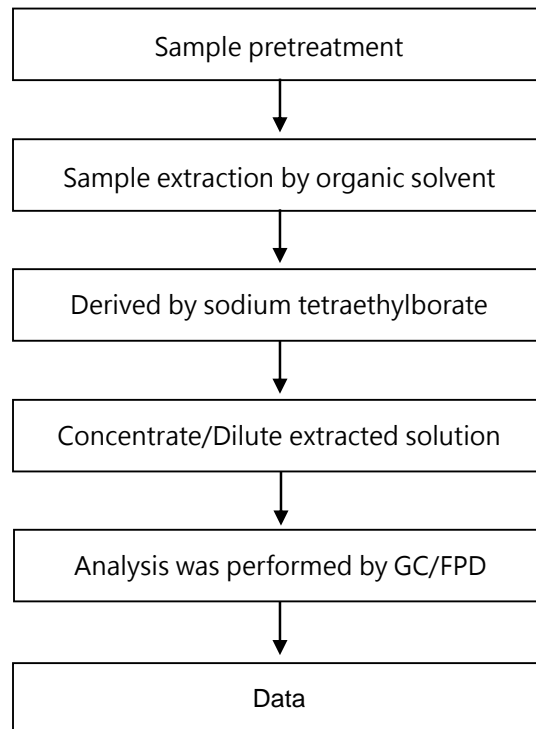 Sample pretreatment
Sample extraction by organic solvent
Derived by sodium tetraethylborate
Concentrate/Dilute extracted solution
Analysis was performed by GC/FPD
Data